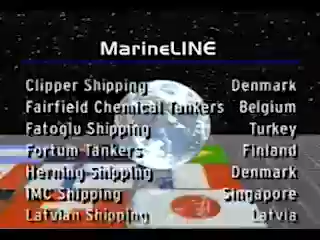 MarineLINE
Clipper Shipping Denmark
Fairfield Chemical Tankers Belgium
Fatoglu Shipping Turkey
Fortum Tankers Finland
Herning Shipping Denmark
IMC Shipping Singapore
Latvian Shipping Latvia